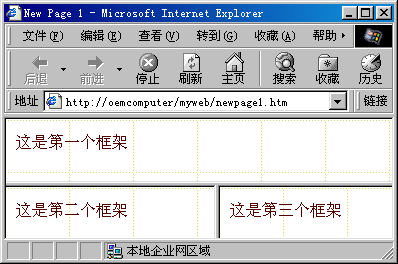 New Page 1 - Microsoft Internet Explorer
文件(F) 编辑(E) 查看(V) 转到(G) 收藏(A) 帮助
后退 前进 停止 刷新 主页 搜索 收藏 历史
地址 http://oemcomputer/myweb/newpage1.htm 链接
这是第一个框架
这是第二个框架 这是第三个框架
本地企业网区域